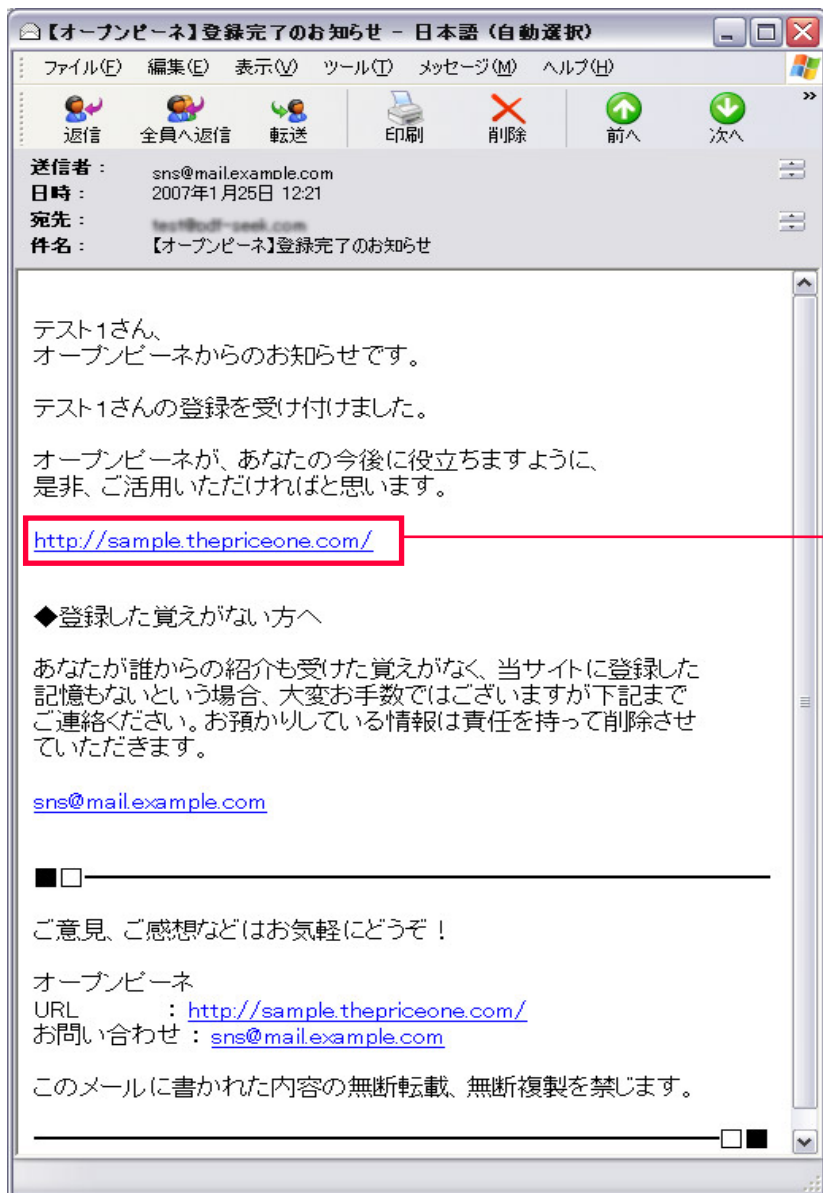 【オープンピーネ】登録完了のお知らせ - 日本語 (自動選択)
ファイル(F) 編集(E) 表示(V) ツール(T) メッセージ(M) ヘルプ(H)
返信 全員へ返信 転送 印刷 削除 前へ 次へ »
送信者： sns@mail.example.com
日時： 2007年1月25日 12:21
宛先：
件名： 【オープンピーネ】登録完了のお知らせ
テスト1さん、
オープンピーネからのお知らせです。
テスト1さんの登録を受け付けました。
オープンピーネが、あなたの今後に役立ちますように、
是非、ご活用いただければと思います。
http://sample.thepriceone.com/
◆登録した覚えがない方へ
あなたが誰からの紹介も受けた覚えがなく、当サイトに登録した
記憶もないという場合、大変お手数ではございますが下記まで
ご連絡ください。お預かりしている情報は責任を持って削除させ
ていただきます。
sns@mail.example.com
■□━━━━━━━━━━━━━━━━━━━━
ご意見、ご感想などはお気軽にどうぞ！
オープンピーネ
URL : http://sample.thepriceone.com/
お問い合わせ : sns@mail.example.com
このメールに書かれた内容の無断転載、無断複製を禁じます。
━━━━━━━━━━━━━━━━━━━━□■